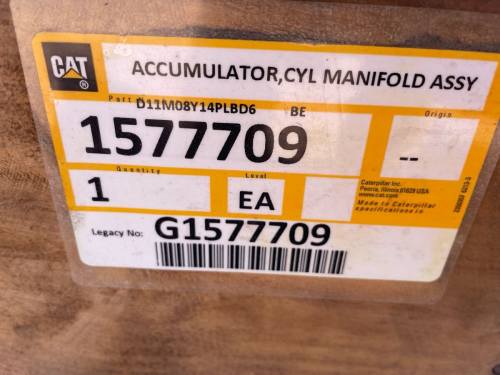 CAT
®
ACCUMULATOR,CYL MANIFOLD ASSY
D11M08Y14PLBD6 BE
Origin
1577709
--
Quantity
Level
1
EA
Caterpillar Inc.
Peoria, Illinois 61629 USA
www.cat.com
Made to Caterpillar
specifications in
Legacy No: G1577709